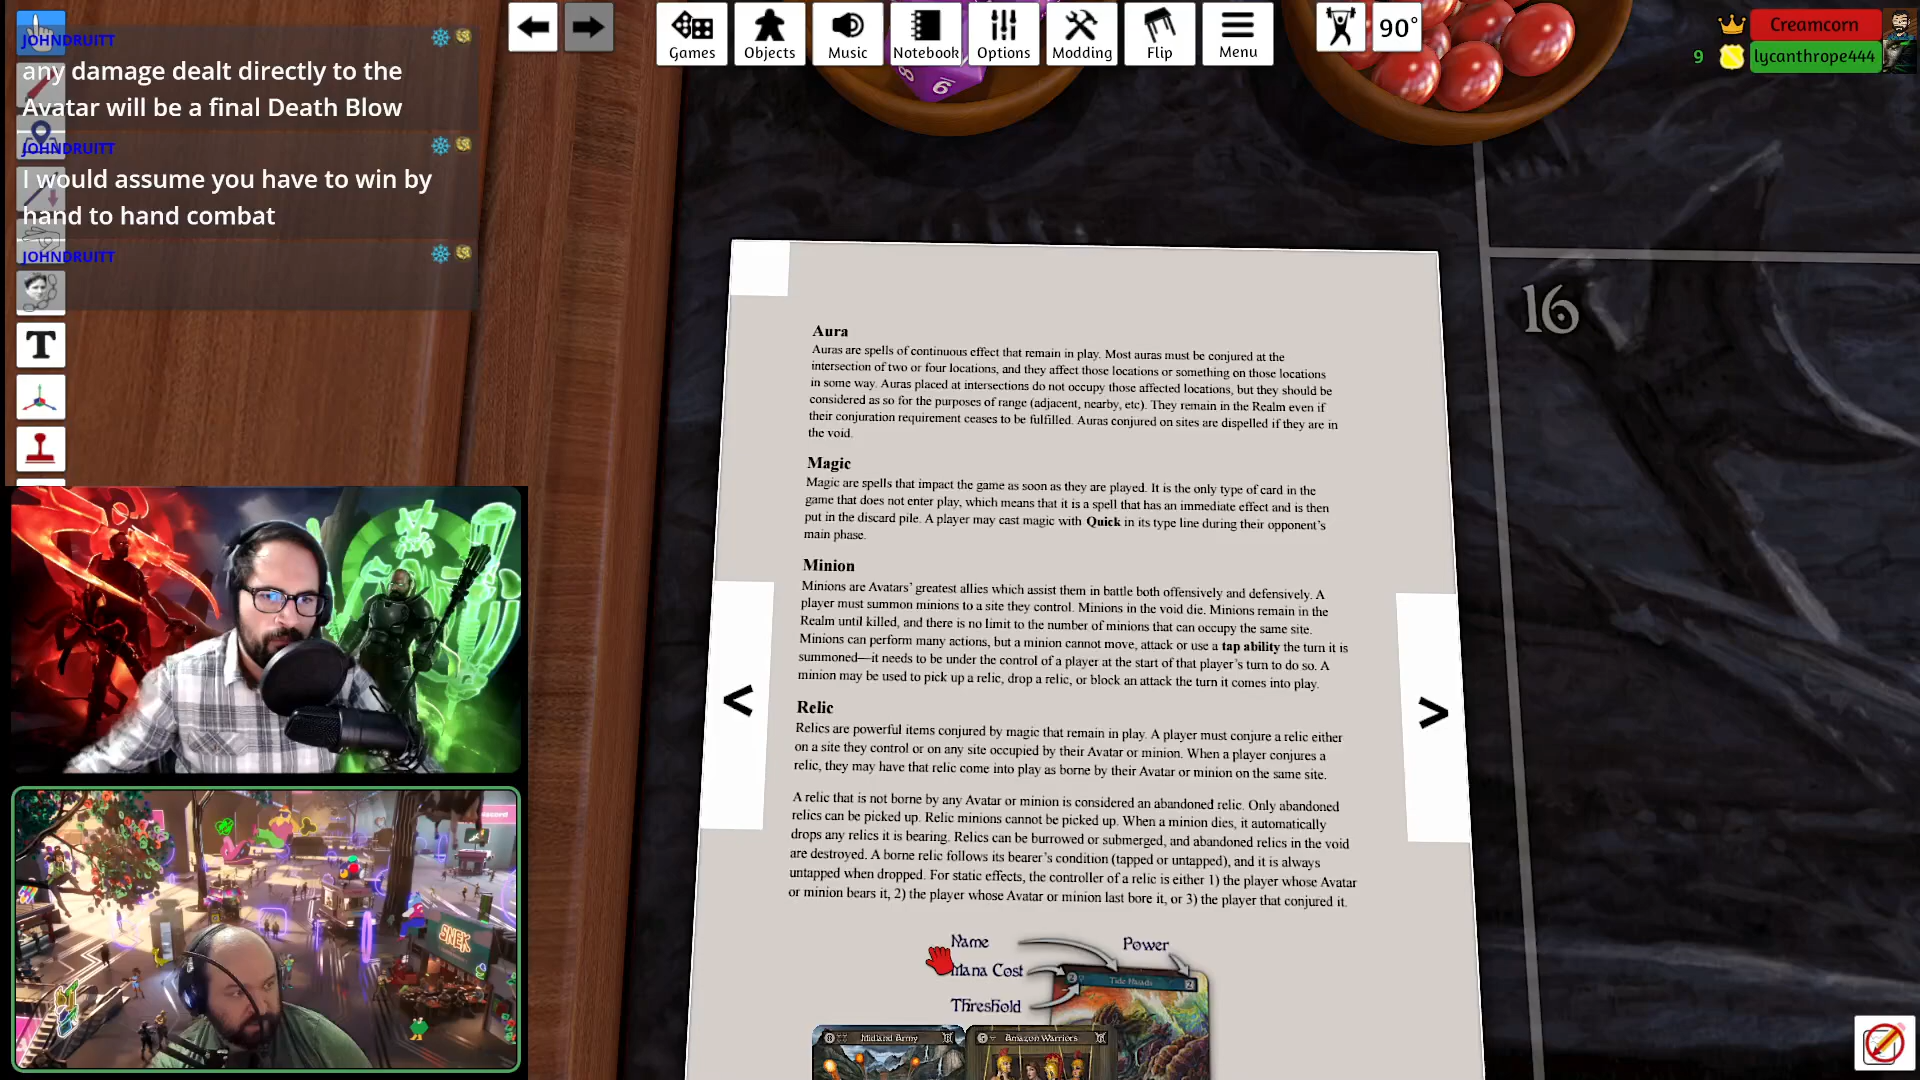 JOHNDRUITT
any damage dealt directly to the
Avatar will be a final Death Blow
JOHNDRUITT
I would assume you have to win by
hand to hand combat
JOHNDRUITT
T
Games
Objects
Music
Notebook
Options
Modding
Flip
Menu
90°
Creamcorn
9
lycanthrope444
6
8
16
Aura
Auras are spells of continuous effect that remain in play. Most auras must be conjured at the
intersection of two or four locations, and they affect those locations or something on those locations
in some way. Auras placed at intersections do not occupy those affected locations, but they should be
considered as so for the purposes of range (adjacent, nearby, etc). They remain in the Realm even if
their conjuration requirement ceases to be fulfilled. Auras conjured on sites are dispelled if they are in
the void.
Magic
Magic are spells that impact the game as soon as they are played. It is the only type of card in the
game that does not enter play, which means that it is a spell that has an immediate effect and is then
put in the discard pile. A player may cast magic with Quick in its type line during their opponent's
main phase.
Minion
Minions are Avatars' greatest allies which assist them in battle both offensively and defensively. A
player must summon minions to a site they control. Minions in the void die. Minions remain in the
Realm until killed, and there is no limit to the number of minions that can occupy the same site.
Minions can perform many actions, but a minion cannot move, attack or use a tap ability the turn it is
summoned—it needs to be under the control of a player at the start of that player's turn to do so. A
minion may be used to pick up a relic, drop a relic, or block an attack the turn it comes into play.
Relic
Relics are powerful items conjured by magic that remain in play. A player must conjure a relic either
on a site they control or on any site occupied by their Avatar or minion. When a player conjures a
relic, they may have that relic come into play as borne by their Avatar or minion on the same site.
A relic that is not borne by any Avatar or minion is considered an abandoned relic. Only abandoned
relics can be picked up. Relic minions cannot be picked up. When a minion dies, it automatically
drops any relics it is bearing. Relics can be burrowed or submerged, and abandoned relics in the void
are destroyed. A borne relic follows its bearer's condition (tapped or untapped), and it is always
untapped when dropped. For static effects, the controller of a relic is either 1) the player whose Avatar
or minion bears it, 2) the player whose Avatar or minion last bore it, or 3) the player that conjured it.
<
>
Name
Power
Mana Cost
Threshold
Tide Naiads
2
2
Midland Army
Amazon Warriors
5
SNEK